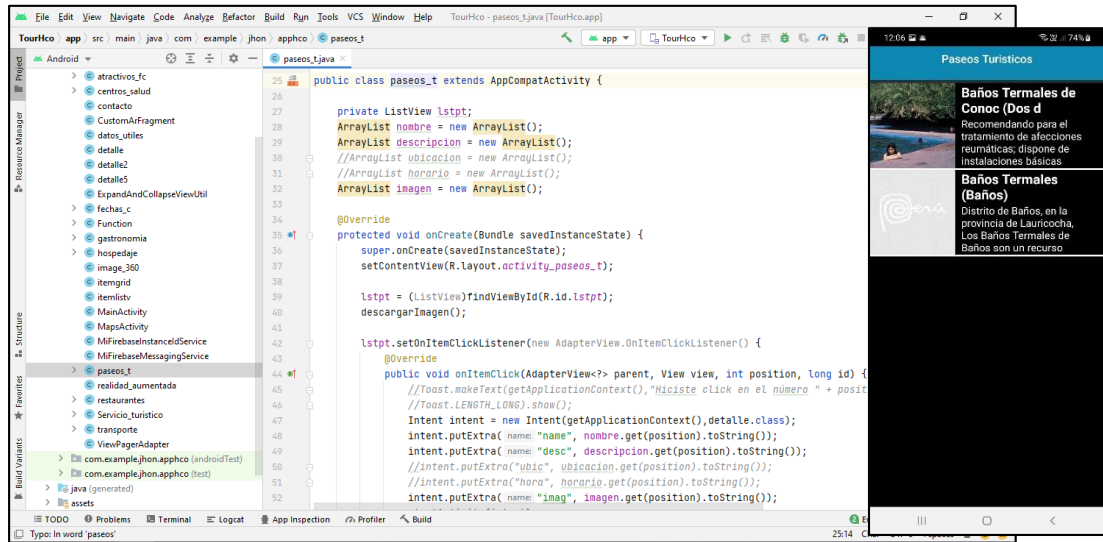 File Edit View Navigate Code Analyze Refactor Build Run Tools VCS Window Help TourHco - paseos_t.java [TourHco.app]
TourHco app src main java com example jhon apphco paseos_t app TourHco
Project
Resource Manager
Structure
Favorites
Build Variants
Android
atractivos_fc
centros_salud
contacto
CustomArFragment
datos_utiles
detalle
detalle2
detalle5
ExpandAndCollapseViewUtil
fechas_c
Function
gastronomia
hospedaje
image_360
itemgrid
itemlistv
MainActivity
MapsActivity
MiFirebaseInstanceIdService
MiFirebaseMessagingService
paseos_t
realidad_aumentada
restaurantes
Servicio_turistico
transporte
ViewPagerAdapter
com.example.jhon.apphco (androidTest)
com.example.jhon.apphco (test)
java (generated)
assets
paseos_t.java
25 public class paseos_t extends AppCompatActivity {
26
27 private ListView lstpt;
28 ArrayList nombre = new ArrayList();
29 ArrayList descripcion = new ArrayList();
30 //ArrayList ubicacion = new ArrayList();
31 //ArrayList horario = new ArrayList();
32 ArrayList imagen = new ArrayList();
33
34 @Override
35 protected void onCreate(Bundle savedInstanceState) {
36 super.onCreate(savedInstanceState);
37 setContentView(R.layout.activity_paseos_t);
38
39 lstpt = (ListView)findViewById(R.id.lstpt);
40 descargarImagen();
41
42 lstpt.setOnItemClickListener(new AdapterView.OnItemClickListener() {
43 @Override
44 public void onItemClick(AdapterView<?> parent, View view, int position, long id) {
45 //Toast.makeText(getApplicationContext(),"Hiciste click en el número " + posit
46 //Toast.LENGTH_LONG).show();
47 Intent intent = new Intent(getApplicationContext(),detalle.class);
48 intent.putExtra( name: "name", nombre.get(position).toString());
49 intent.putExtra( name: "desc", descripcion.get(position).toString());
50 //intent.putExtra("ubic", ubicacion.get(position).toString());
51 //intent.putExtra("hora", horario.get(position).toString());
52 intent.putExtra( name: "imag", imagen.get(position).toString());
TODO Problems Terminal Logcat App Inspection Profiler Build 2
Typo: In word 'paseos' 25:14
12:06 74%
Paseos Turisticos
Baños Termales de
Conoc (Dos d
Recomendando para el
tratamiento de afecciones
reumáticas; dispone de
instalaciones básicas
Perú
Baños Termales
(Baños)
Distrito de Baños, en la
provincia de Lauricocha,
Los Baños Termales de
Baños son un recurso